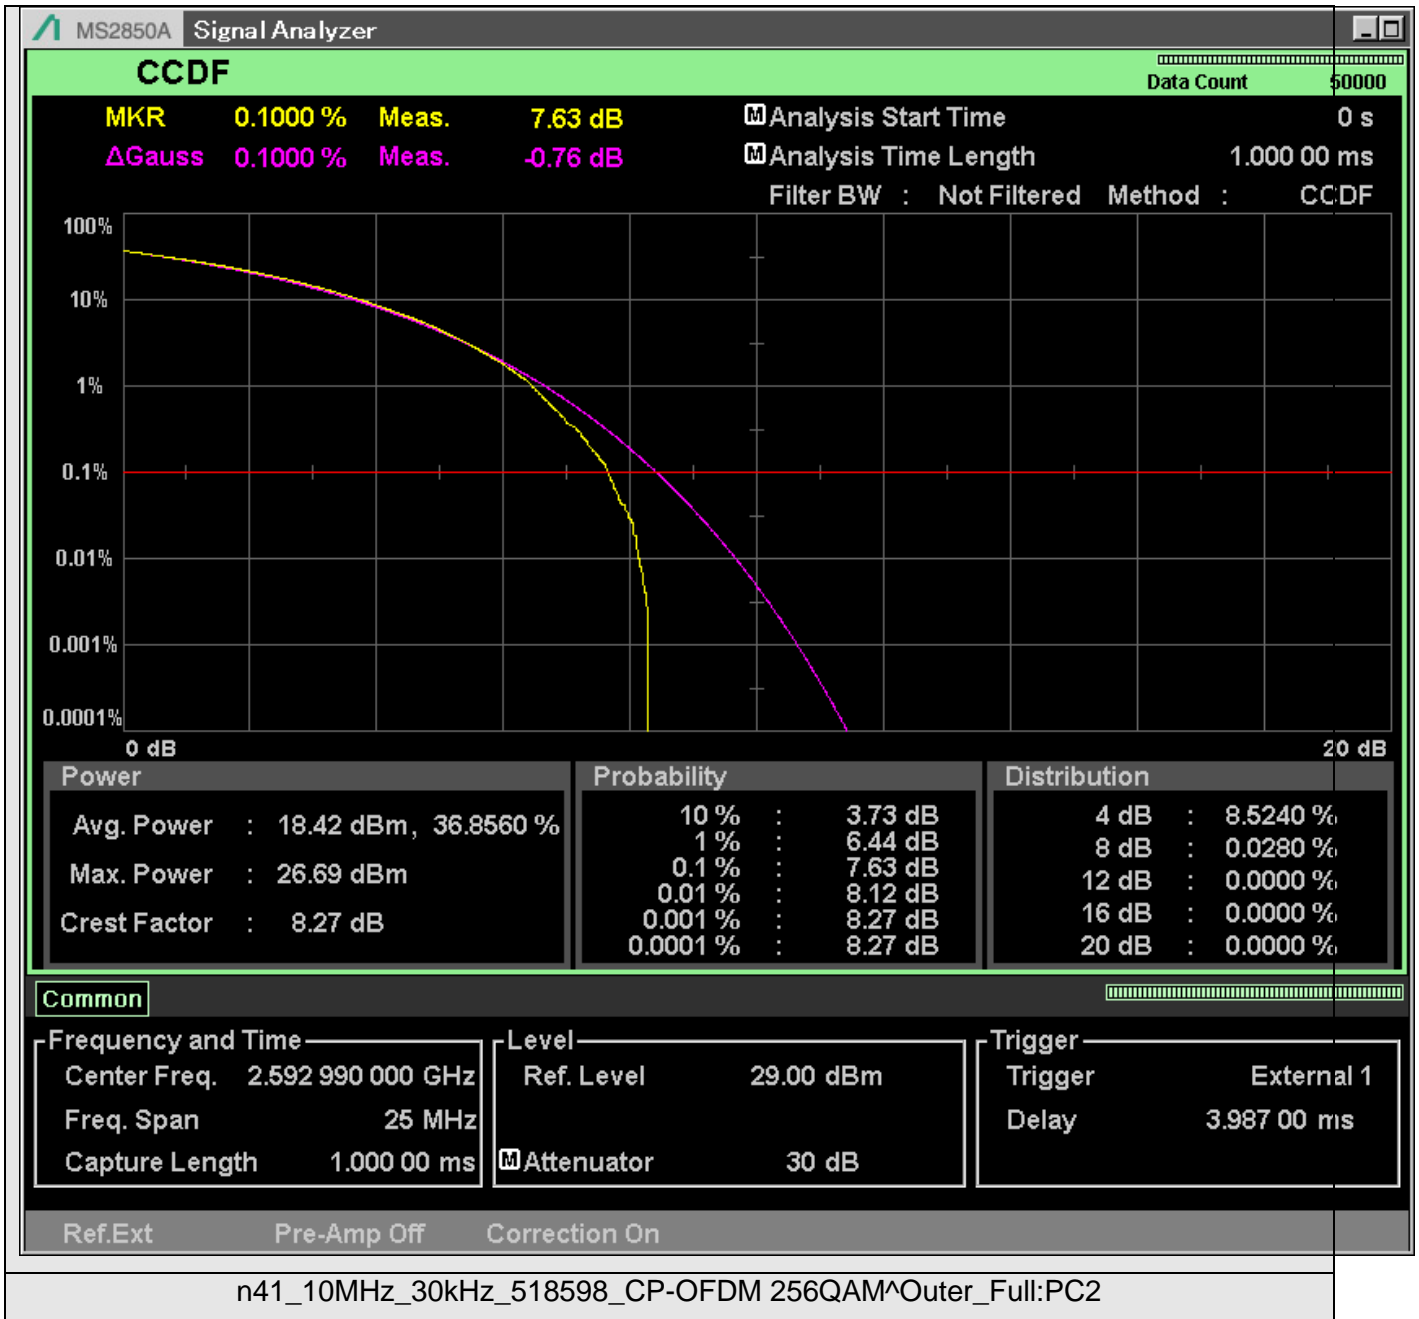 MS2850A Signal Analyzer
CCDF
Data Count 50000
MKR 0.1000 % Meas. 7.63 dB
M Analysis Start Time 0 s
ΔGauss 0.1000 % Meas. -0.76 dB
M Analysis Time Length 1.000 00 ms
Filter BW : Not Filtered Method : CCDF
100%
10%
1%
0.1%
0.01%
0.001%
0.0001%
0 dB 20 dB
Power
Avg. Power : 18.42 dBm, 36.8560 %
Max. Power : 26.69 dBm
Crest Factor : 8.27 dB
Probability
10 % : 3.73 dB
1 % : 6.44 dB
0.1 % : 7.63 dB
0.01 % : 8.12 dB
0.001 % : 8.27 dB
0.0001 % : 8.27 dB
Distribution
4 dB : 8.5240 %
8 dB : 0.0280 %
12 dB : 0.0000 %
16 dB : 0.0000 %
20 dB : 0.0000 %
Common
Frequency and Time
Center Freq. 2.592 990 000 GHz
Freq. Span 25 MHz
Capture Length 1.000 00 ms
Level
Ref. Level 29.00 dBm
M Attenuator 30 dB
Trigger
Trigger External 1
Delay 3.987 00 ms
Ref.Ext Pre-Amp Off Correction On
n41_10MHz_30kHz_518598_CP-OFDM 256QAM^Outer_Full:PC2